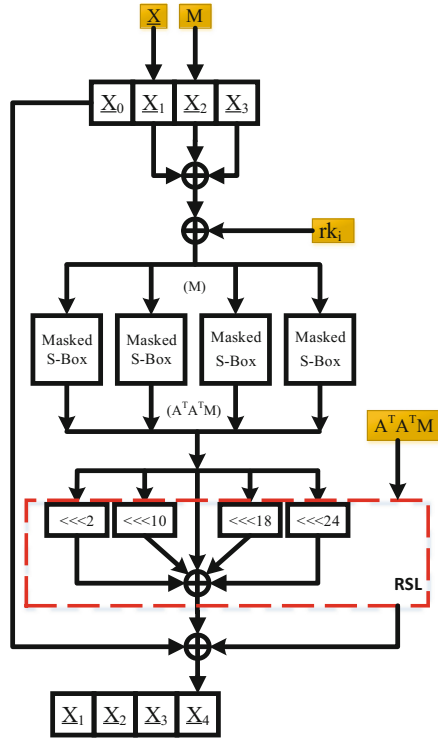 X M
X₀ X₁ X₂ X₃
rkᵢ
(M)
Masked S-Box
Masked S-Box
Masked S-Box
Masked S-Box
(AᵀAᵀM)
AᵀAᵀM
<<<2 <<<10 <<<18 <<<24
RSL
X₁ X₂ X₃ X₄